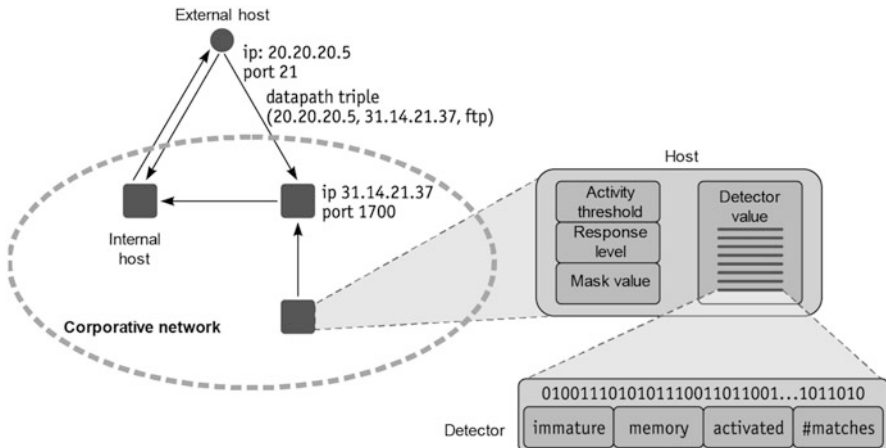 External host
ip: 20.20.20.5
port 21
datapath triple
(20.20.20.5, 31.14.21.37, ftp)
ip 31.14.21.37
port 1700
Internal
host
Corporative network
Host
Activity
threshold
Response
level
Mask value
Detector
value
0100111010101110011011001...1011010
Detector
immature
memory
activated
#matches